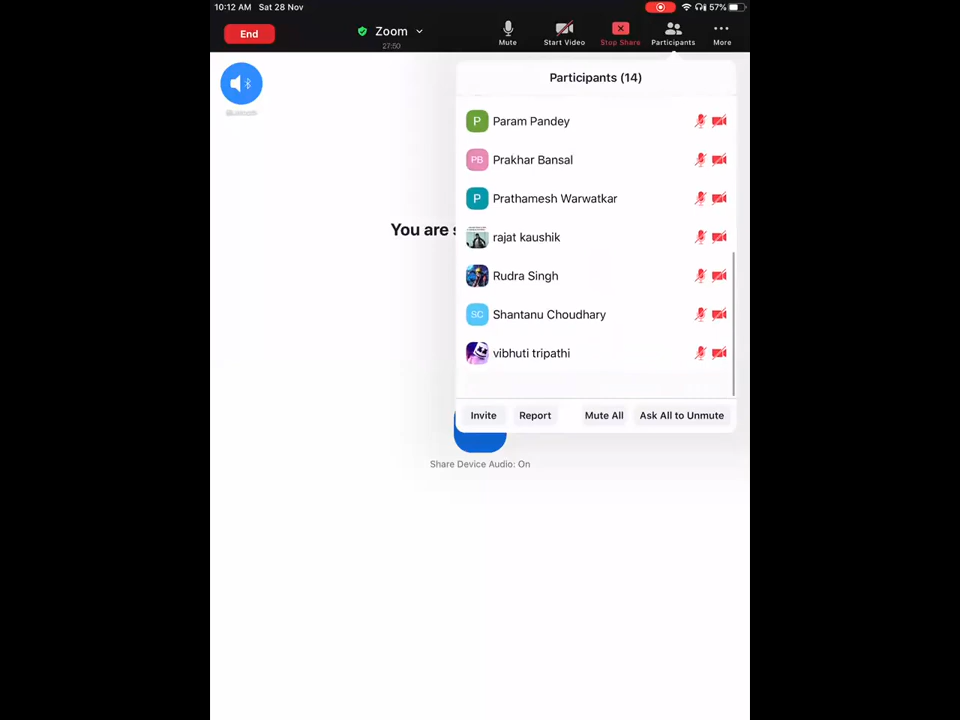 10:12 AM Sat 28 Nov 57%
End
Zoom
27:50
Mute
Start Video
Stop Share
Participants
More
Participants (14)
P Param Pandey
PB Prakhar Bansal
P Prathamesh Warwatkar
rajat kaushik
You are
Rudra Singh
SC Shantanu Choudhary
vibhuti tripathi
Invite
Report
Mute All
Ask All to Unmute
Share Device Audio: On